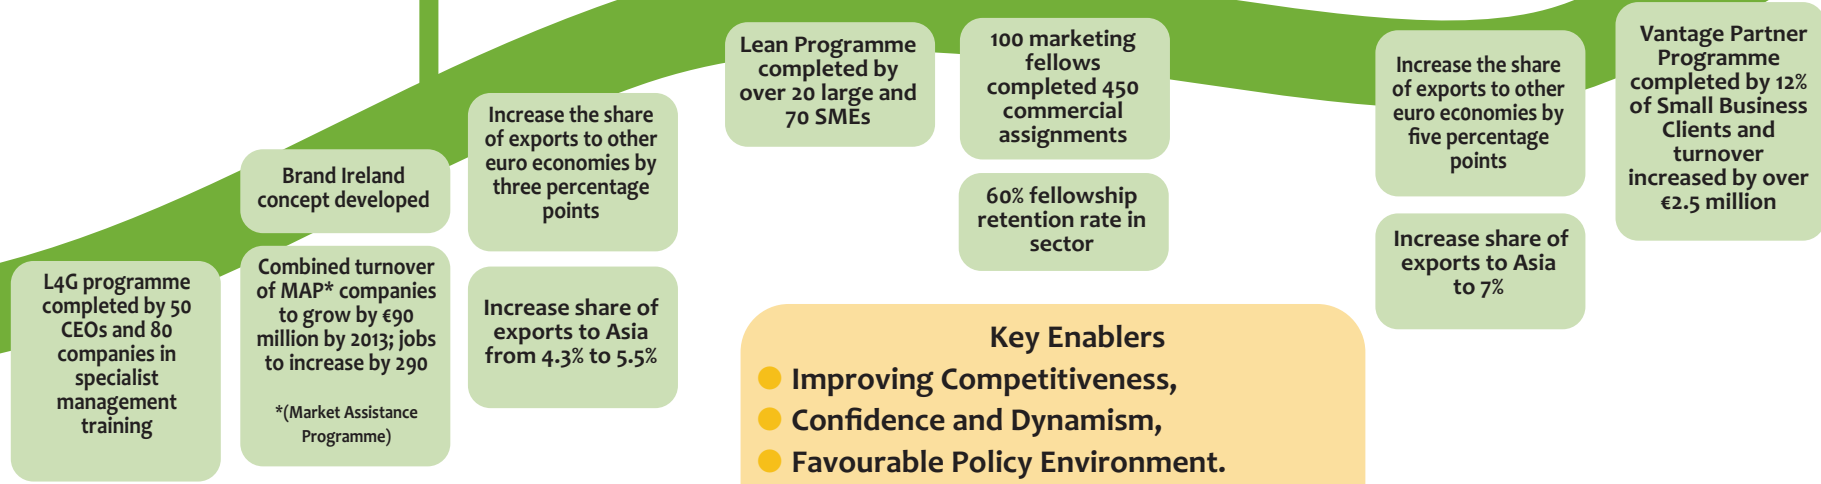 L4G programme
completed by 50
CEOs and 80
companies in
specialist
management
training
Brand Ireland
concept developed
Combined turnover
of MAP* companies
to grow by €90
million by 2013; jobs
to increase by 290
*(Market Assistance
Programme)
Increase the share
of exports to other
euro economies by
three percentage
points
Increase share of
exports to Asia
from 4.3% to 5.5%
Lean Programme
completed by
over 20 large and
70 SMEs
100 marketing
fellows
completed 450
commercial
assignments
60% fellowship
retention rate in
sector
Key Enablers
Improving Competitiveness,
Confidence and Dynamism,
Favourable Policy Environment.
Increase the share
of exports to other
euro economies by
five percentage
points
Increase share of
exports to Asia
to 7%
Vantage Partner
Programme
completed by 12%
of Small Business
Clients and
turnover
increased by over
€2.5 million